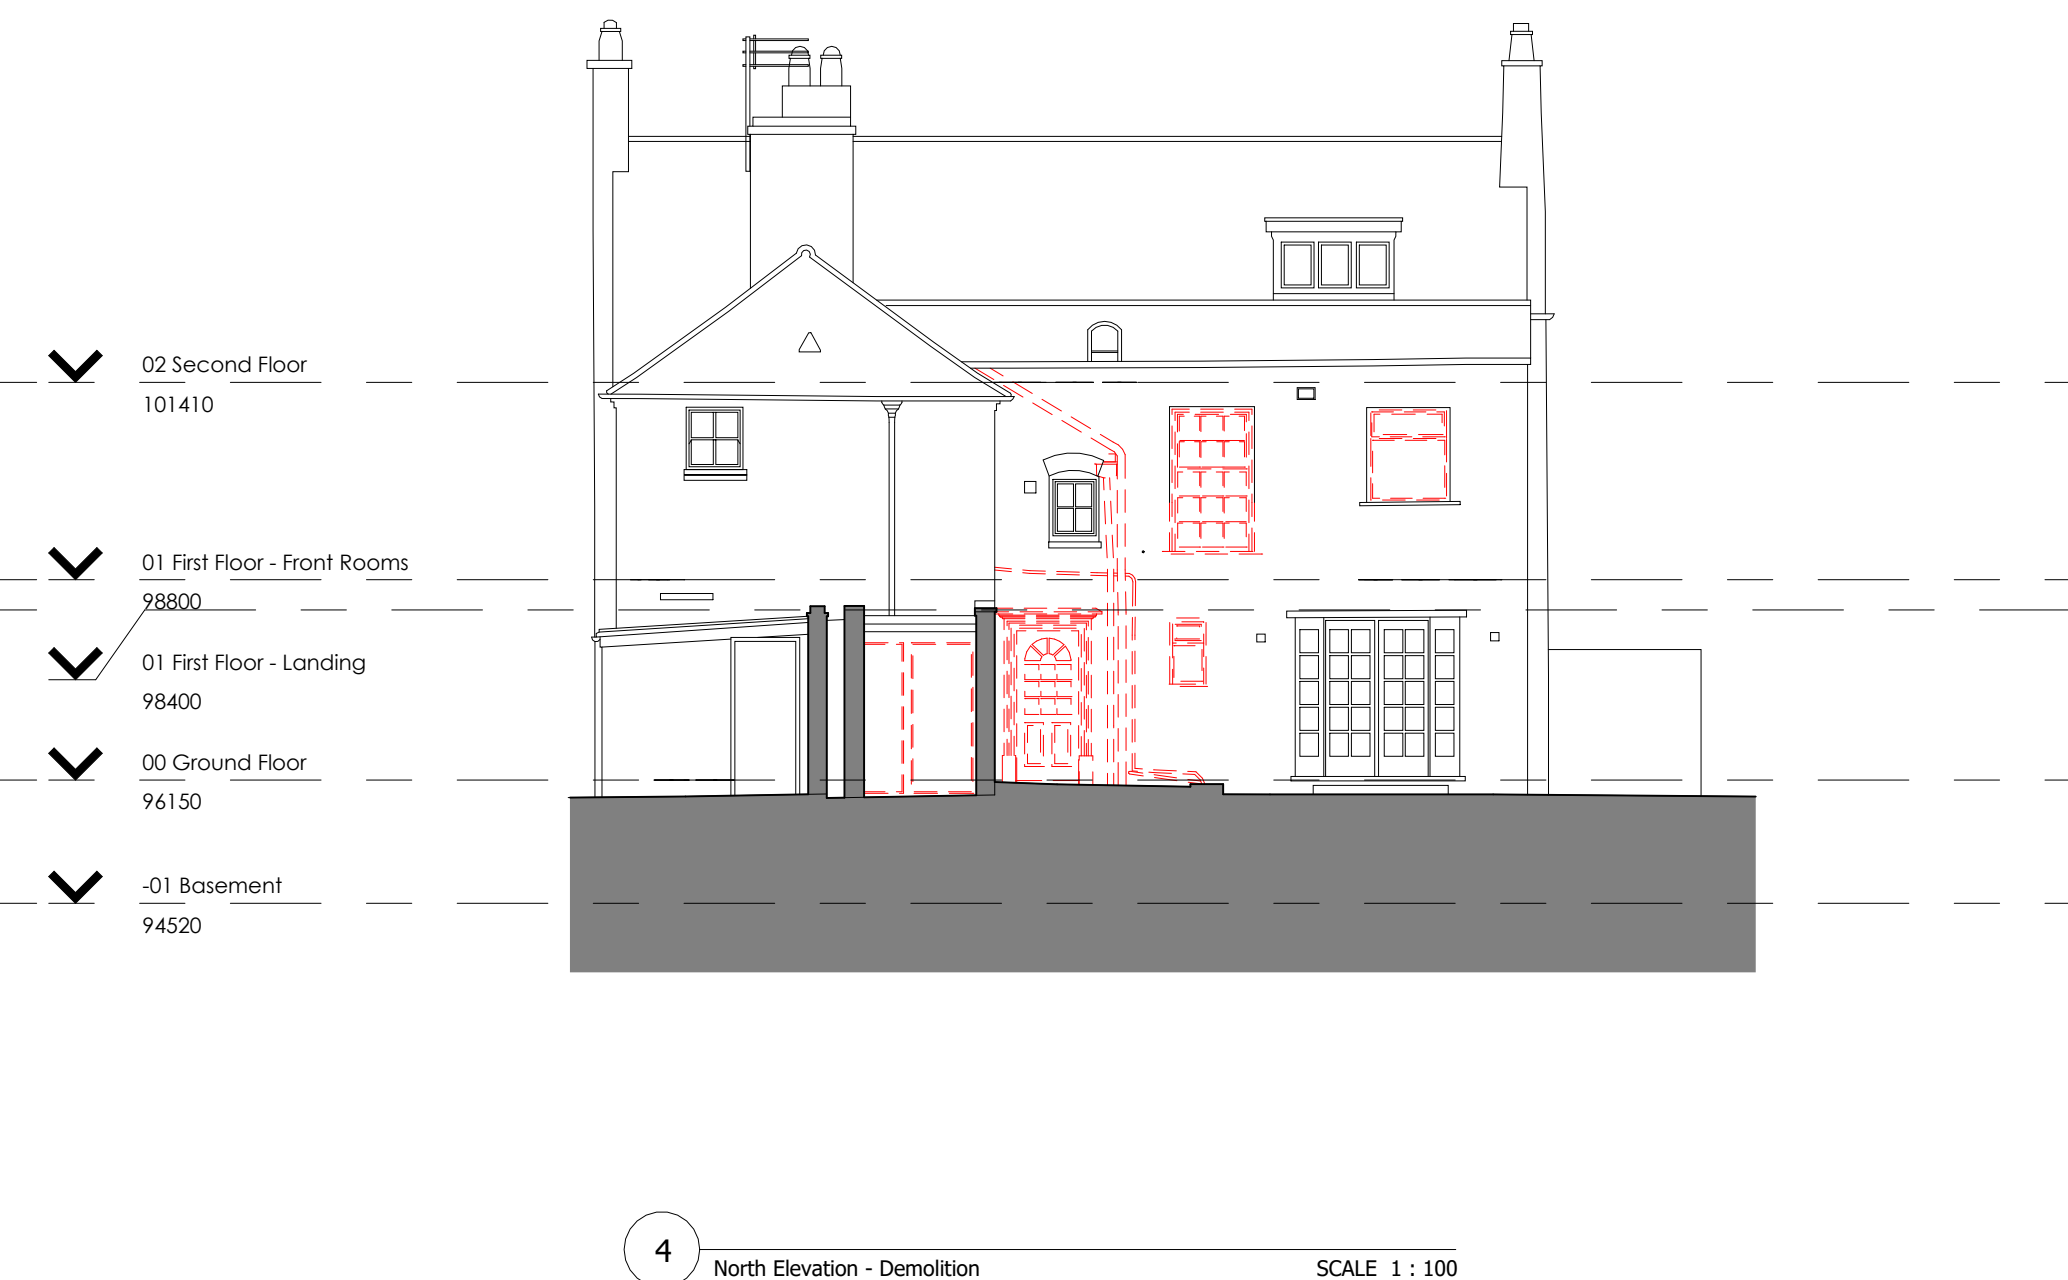 02 Second Floor
101410
01 First Floor - Front Rooms
98800
01 First Floor - Landing
98400
00 Ground Floor
96150
-01 Basement
94520
4
North Elevation - Demolition
SCALE 1 : 100